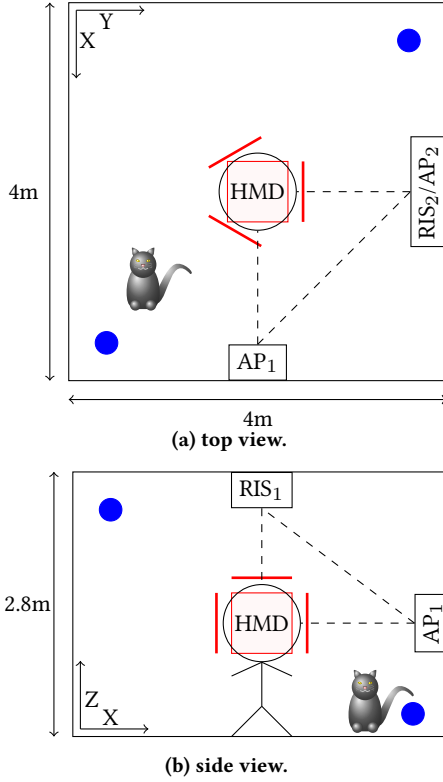 Y
X
4m
HMD
RIS₂/AP₂
AP₁
4m
(a) top view.
RIS₁
2.8m
HMD
AP₁
Z
X
(b) side view.